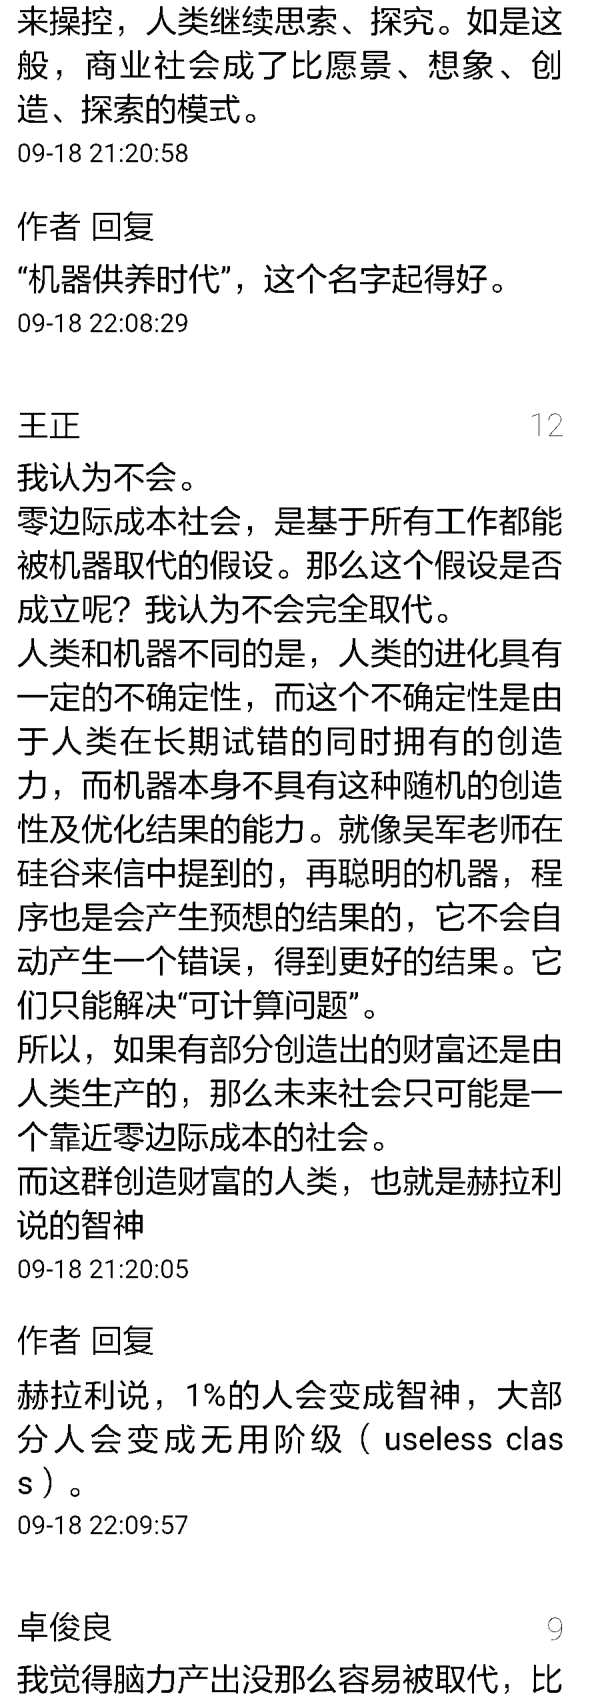 来操控，人类继续思索、探究。如是这
般，商业社会成了比愿景、想象、创
造、探索的模式。
09-18 21:20:58
作者 回复
“机器供养时代”，这个名字起得好。
09-18 22:08:29
王正 12
我认为不会。
零边际成本社会，是基于所有工作都能
被机器取代的假设。那么这个假设是否
成立呢？我认为不会完全取代。
人类和机器不同的是，人类的进化具有
一定的不确定性，而这个不确定性是由
于人类在长期试错的同时拥有的创造
力，而机器本身不具有这种随机的创造
性及优化结果的能力。就像吴军老师在
硅谷来信中提到的，再聪明的机器，程
序也是会产生预想的结果的，它不会自
动产生一个错误，得到更好的结果。它
们只能解决“可计算问题”。
所以，如果有部分创造出的财富还是由
人类生产的，那么未来社会只可能是一
个靠近零边际成本的社会。
而这群创造财富的人类，也就是赫拉利
说的智神
09-18 21:20:05
作者 回复
赫拉利说，1%的人会变成智神，大部
分人会变成无用阶级（useless clas
s）。
09-18 22:09:57
卓俊良 9
我觉得脑力产出没那么容易被取代，比